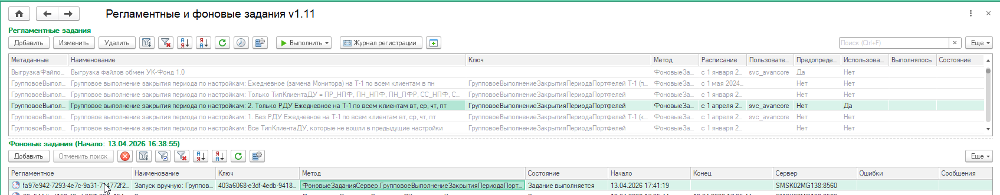 Регламентные и фоновые задания v1.11
Регламентные задания
Добавить Изменить Удалить Выполнить Журнал регистрации Поиск (Ctrl+F) × Еще
Метаданные Наименование Ключ Метод Расписание Пользовате... Предопреде... Использова... Выполнялось Состояние
ВыгрузкаФайло... Выгрузка файлов обмен УК-Фонд 1.0 ФоновыеЗа... с 1 января 2... svc_avancore Да Нет
ГрупповоеВыпол... Групповое выполнение закрытия периода по настройкам: Ежедневное (замена Монитора) на Т-1 по всем клиентам в пн ГрупповоеВыполнениеЗакрытияПериодаПортфелей Т-1 (п... ФоновыеЗа... с 1 мая 2024... Нет Нет
ГрупповоеВыпол... Групповое выполнение закрытия периода по настройкам: Только ТипКлиентаДУ = ПР_НПФ, ПН_НПФ, ПН_ПФР, СС_НПФ, С... ГрупповоеВыполнениеЗакрытияПериодаПортфелей ФоновыеЗа... с 1 января 2... Нет Нет
ГрупповоеВыпол... Групповое выполнение закрытия периода по настройкам: 2. Только РДУ Ежедневное на Т-1 по всем клиентам вт, ср, чт, пт ГрупповоеВыполнениеЗакрытияПериодаПортфелей ФоновыеЗа... с 1 апреля 2... svc_avancore Нет Да
ГрупповоеВыпол... Групповое выполнение закрытия периода по настройкам: 1. Без РДУ Ежедневное на Т-1 по всем клиентам вт, ср, чт, пт ГрупповоеВыполнениеЗакрытияПериодаПортфелей Т-1 (к... ФоновыеЗа... с 1 апреля 2... svc_avancore Нет Нет
ГрупповоеВыпол... Групповое выполнение закрытия периода по настройкам: Все ТипКлиентаДУ, которые не вошли в предыдущие настройки ГрупповоеВыполнениеЗакрытияПериодаПортфелей ФоновыеЗа... с 1 января 2... Нет Нет
Фоновые задания (Начало: 13.04.2026 16:38:55)
Добавить Отменить поиск Еще
Регламентное Наименование Ключ Метод Состояние Начало Конец Сервер Ошибки Сообщения
Запуск вручную: Группов... 403a6068-e3df-4edb-9418... ФоновыеЗаданияСервер.ГрупповоеВыполнениеЗакрытияПериодаПорт... Задание выполняется 13.04.2026 17:41:19 SMSK02MG138:8560